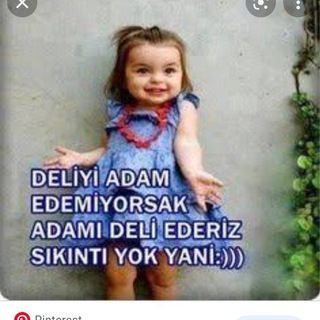 DELİYİ ADAM
EDEMİYORSAK
ADAMI DELİ EDERİZ
SIKINTI YOK YANİ:)))
Pinterest